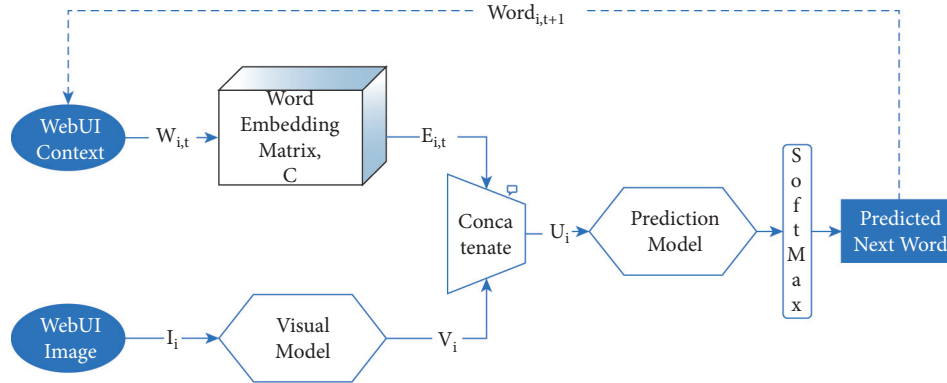 Word_{i,t+1}
WebUI
Context
W_{i,t}
Word
Embedding
Matrix,
C
E_{i,t}
Conca
tenate
U_i
Prediction
Model
S
o
f
t
M
a
x
Predicted
Next Word
WebUI
Image
I_i
Visual
Model
V_i